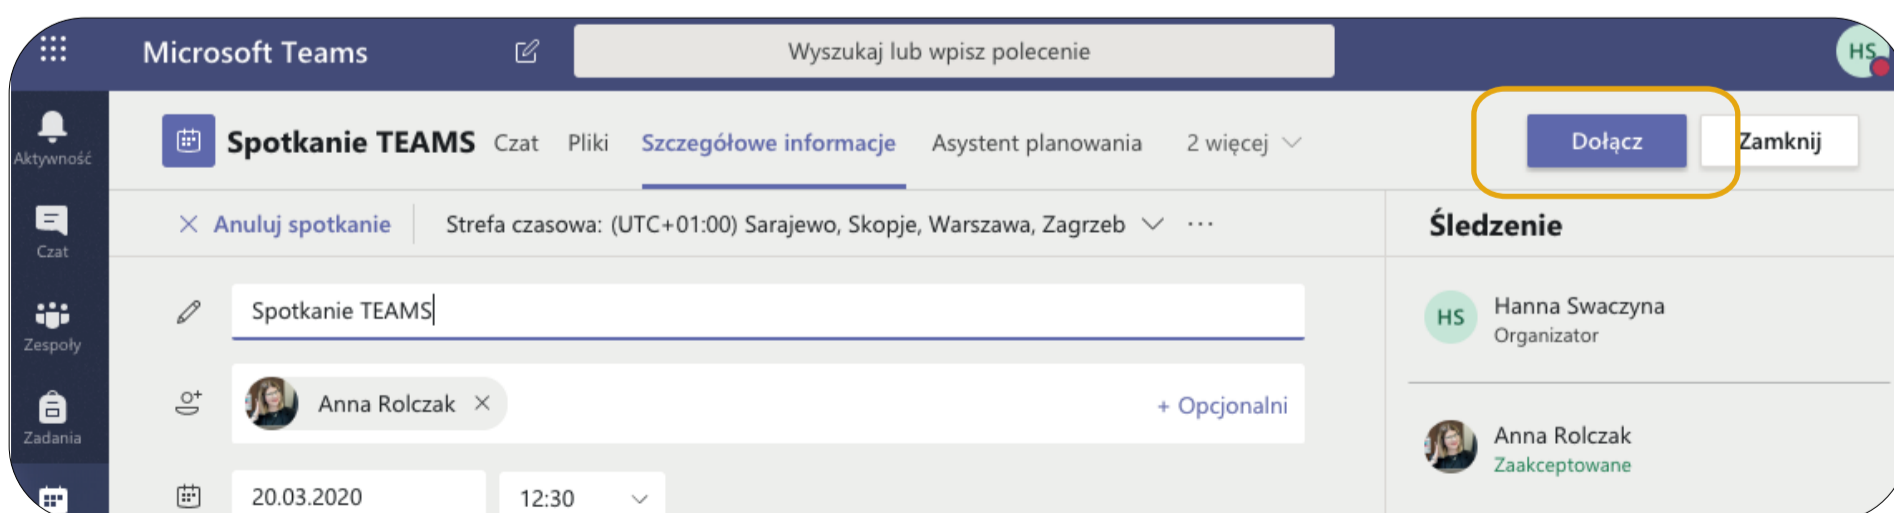 Microsoft Teams
Wyszukaj lub wpisz polecenie
HS
Aktywność
Spotkanie TEAMS
Czat
Pliki
Szczegółowe informacje
Asystent planowania
2 więcej
Dołącz
Zamknij
Czat
Anuluj spotkanie
Strefa czasowa: (UTC+01:00) Sarajewo, Skopje, Warszawa, Zagrzeb
Śledzenie
Zespoły
Spotkanie TEAMS
HS
Hanna Swaczyna
Organizator
Zadania
Anna Rolczak
+ Opcjonalni
Anna Rolczak
Zaakceptowane
20.03.2020
12:30